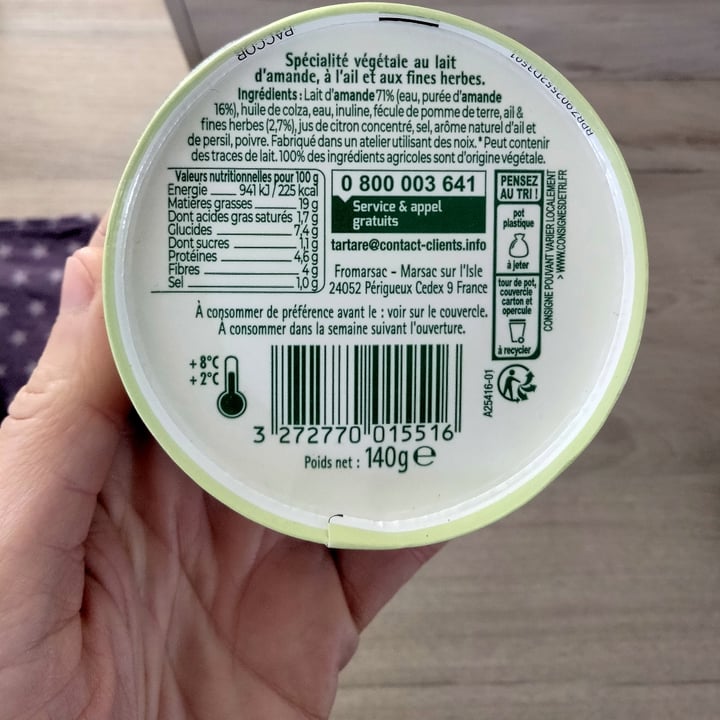 RACCOR
Spécialité végétale au lait
d'amande, à l'ail et aux fines herbes.
Ingrédients : Lait d'amande 71% (eau, purée d'amande
16%), huile de colza, eau, inuline, fécule de pomme de terre, ail &
fines herbes (2,7%), jus de citron concentré, sel, arôme naturel d'ail et
de persil, poivre. Fabriqué dans un atelier utilisant des noix.* Peut contenir
des traces de lait. 100% des ingrédients agricoles sont d'origine végétale.
Valeurs nutritionnelles pour 100 g
Energie 941 kJ / 225 kcal
Matières grasses 19 g
Dont acides gras saturés 1,7 g
Glucides 7,4 g
Dont sucres 1,1 g
Protéines 4,6 g
Fibres 4 g
Sel 1,0 g
0 800 003 641
Service & appel
gratuits
tartare@contact-clients.info
Fromarsac - Marsac sur l'Isle
24052 Périgueux Cedex 9 France
PENSEZ
AU TRI !
pot
plastique
à jeter
tour de pot,
couvercle
carton et
opercule
à recycler
CONSIGNE POUVANT VARIER LOCALEMENT
> WWW.CONSIGNESDETRI.FR
À consommer de préférence avant le : voir sur le couvercle.
À consommer dans la semaine suivant l'ouverture.
+ 8°C
+ 2°C
3 272770 015516
A25416-01
Poids net : 140g e